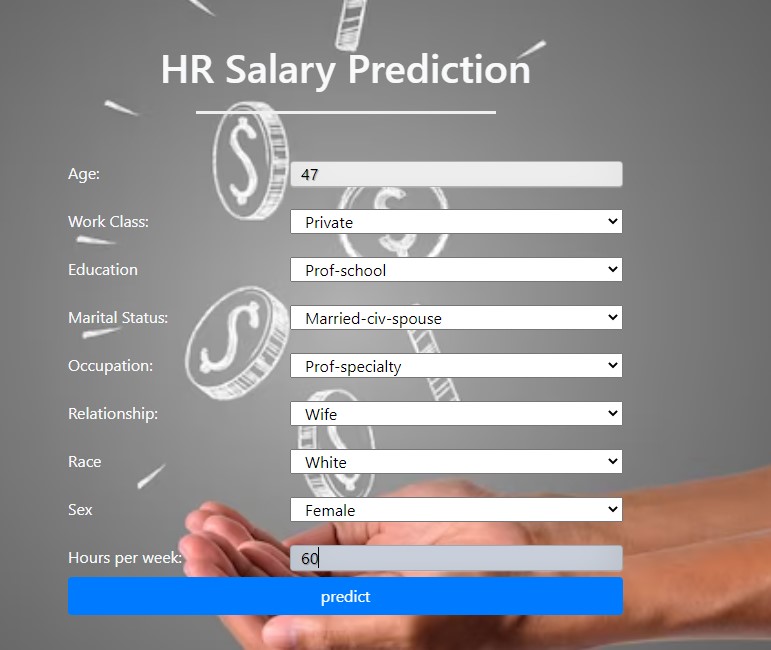 HR Salary Prediction
Age: 47
Work Class: Private
Education Prof-school
Marital Status: Married-civ-spouse
Occupation: Prof-specialty
Relationship: Wife
Race White
Sex Female
Hours per week: 60
predict